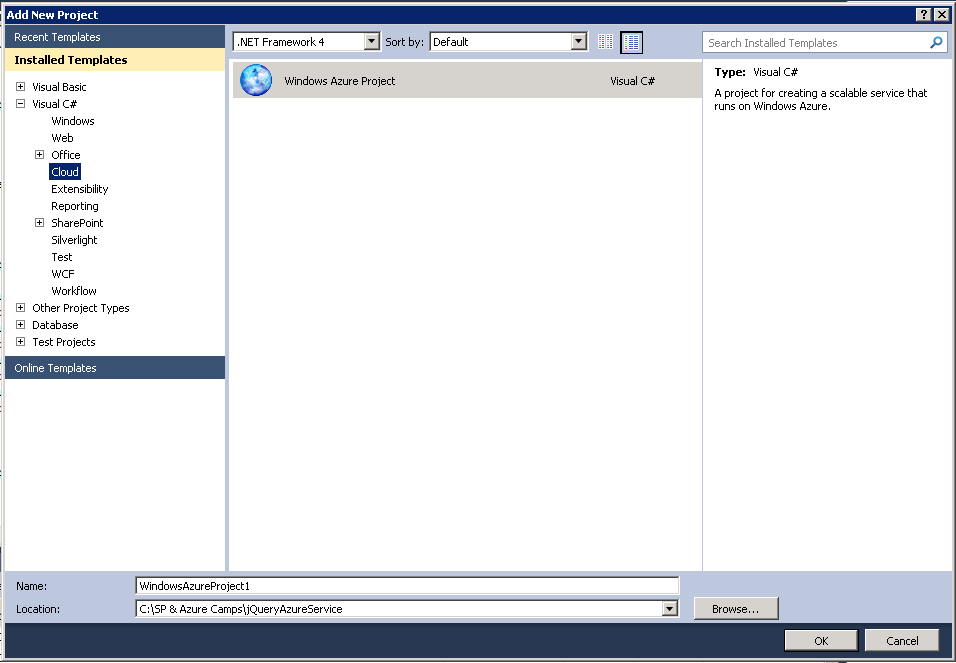 Add New Project
Recent Templates
Installed Templates
Visual Basic
Visual C#
Windows
Web
Office
Cloud
Extensibility
Reporting
SharePoint
Silverlight
Test
WCF
Workflow
Other Project Types
Database
Test Projects
Online Templates
.NET Framework 4 Sort by: Default
Windows Azure Project Visual C#
Search Installed Templates
Type: Visual C#
A project for creating a scalable service that
runs on Windows Azure.
Name: WindowsAzureProject1
Location: C:\SP & Azure Camps\jQueryAzureService Browse...
OK Cancel